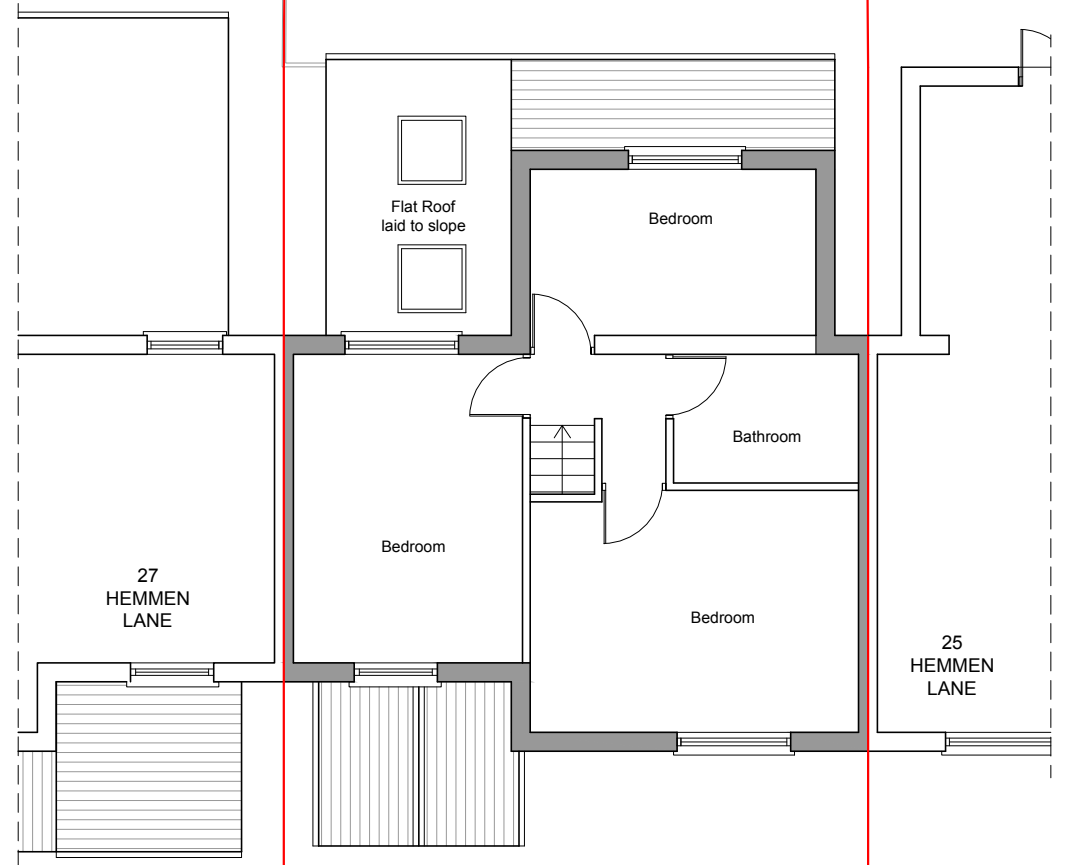 Flat Roof
laid to slope
Bedroom
Bathroom
Bedroom
27
HEMMEN
LANE
Bedroom
25
HEMMEN
LANE